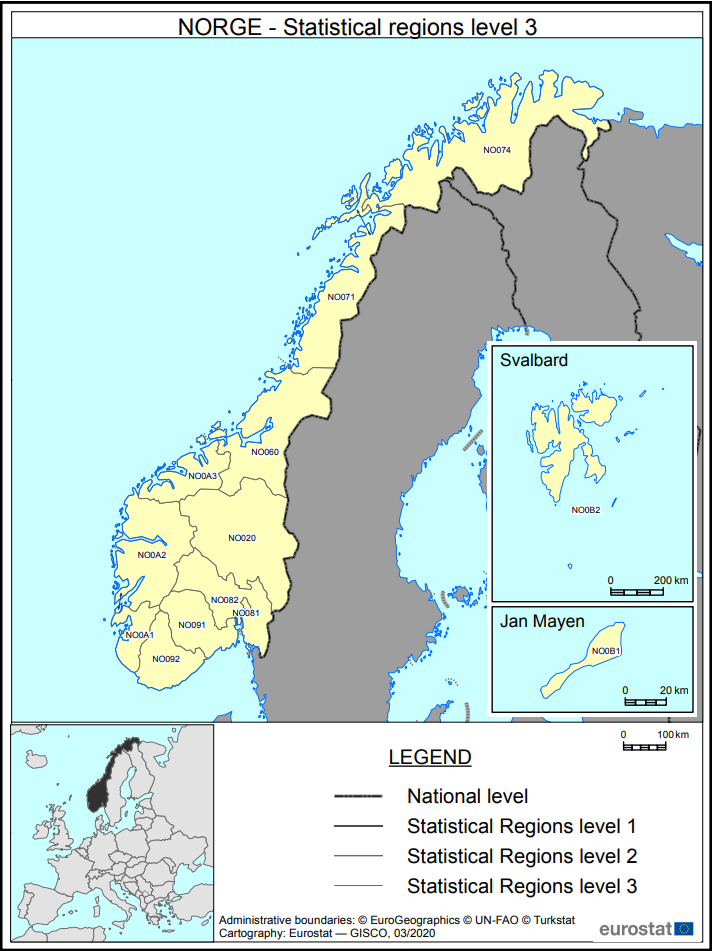 NORGE - Statistical regions level 3
NO074
NO071
NO060
NO0A3
NO020
NO0A2
NO082
NO081
NO091
NO0A1
NO092
Svalbard
NO0B2
0 200 km
Jan Mayen
NO0B1
0 20 km
0 100 km
LEGEND
National level
Statistical Regions level 1
Statistical Regions level 2
Statistical Regions level 3
Administrative boundaries: © EuroGeographics © UN-FAO © Turkstat
Cartography: Eurostat — GISCO, 03/2020
eurostat